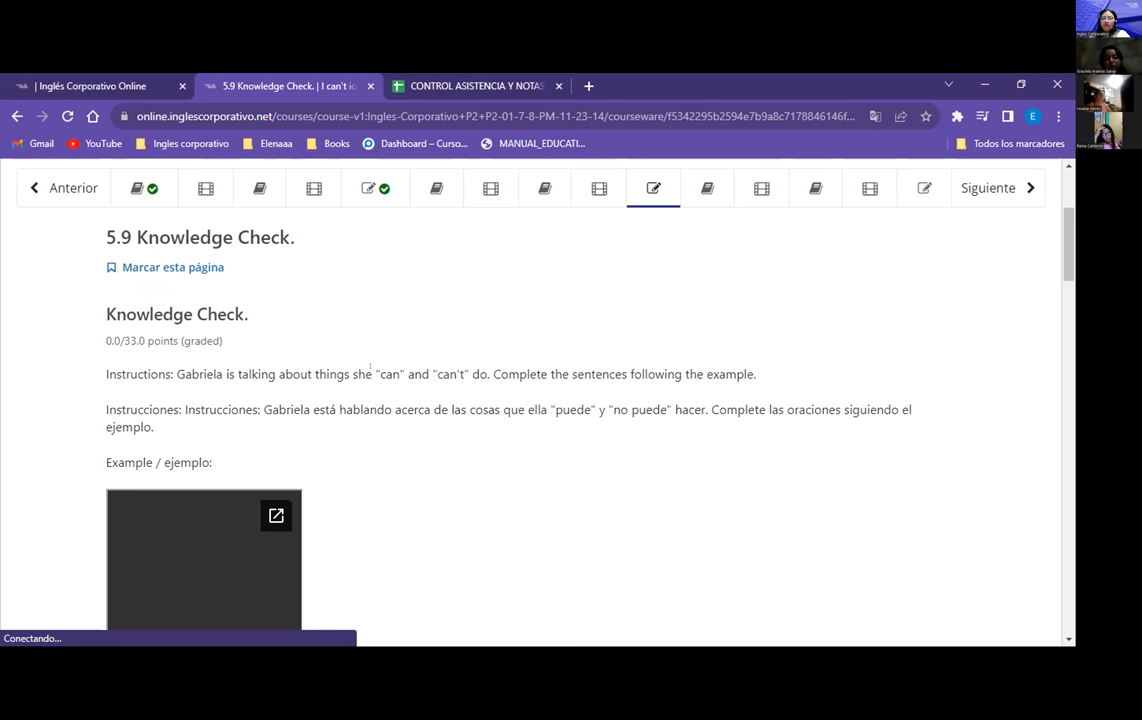 | Inglés Corporativo Online
5.9 Knowledge Check. | I can't ic
CONTROL ASISTENCIA Y NOTAS
online.inglescorporativo.net/courses/course-v1:Ingles-Corporativo+P2+P2-01-7-8-PM-11-23-14/courseware/f5342295b2594e7b9a8c7178846146f...
E
Gmail
YouTube
Ingles corporativo
Elenaaa
Books
Dashboard – Curso...
MANUAL_EDUCATI...
Todos los marcadores
Anterior
Siguiente
5.9 Knowledge Check.
Marcar esta página
Knowledge Check.
0.0/33.0 points (graded)
Instructions: Gabriela is talking about things she "can" and "can't" do. Complete the sentences following the example.
Instrucciones: Instrucciones: Gabriela está hablando acerca de las cosas que ella "puede" y "no puede" hacer. Complete las oraciones siguiendo el
ejemplo.
Example / ejemplo:
Conectando...